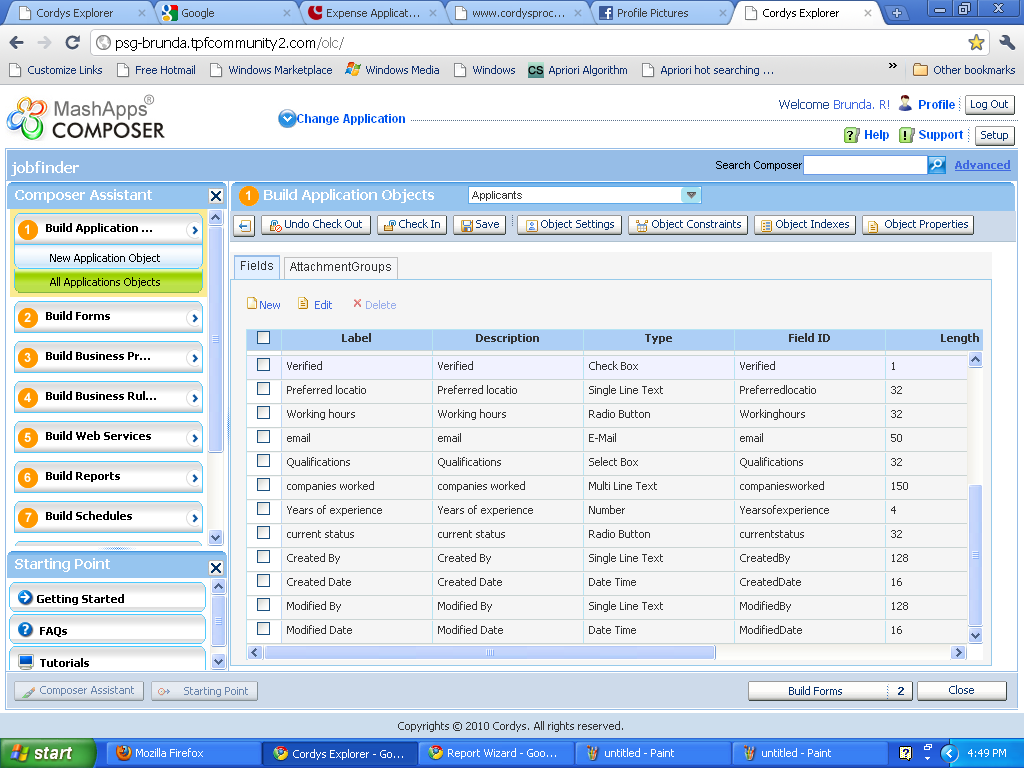 Cordys Explorer Google Expense Applicat... www.cordysproc... Profile Pictures Cordys Explorer
psg-brunda.tpfcommunity2.com/olc/
Customize Links Free Hotmail Windows Marketplace Windows Media Windows CS Apriori Algorithm Apriori hot searching ... » Other bookmarks
MashApps®
COMPOSER
Change Application
Welcome Brunda. R! Profile Log Out
Help Support Setup
jobfinder
Search Composer Advanced
Composer Assistant
1 Build Application Objects Applicants
1 Build Application ...
New Application Object
All Applications Objects
2 Build Forms
3 Build Business Pr...
4 Build Business Rul...
5 Build Web Services
6 Build Reports
7 Build Schedules
Starting Point
Getting Started
FAQs
Tutorials
Undo Check Out Check In Save Object Settings Object Constraints Object Indexes Object Properties
Fields AttachmentGroups
New Edit Delete
Label Description Type Field ID Length
Verified Verified Check Box Verified 1
Preferred locatio Preferred locatio Single Line Text Preferredlocatio 32
Working hours Working hours Radio Button Workinghours 32
email email E-Mail email 50
Qualifications Qualifications Select Box Qualifications 32
companies worked companies worked Multi Line Text companiesworked 150
Years of experience Years of experience Number Yearsofexperience 4
current status current status Radio Button currentstatus 32
Created By Created By Single Line Text CreatedBy 128
Created Date Created Date Date Time CreatedDate 16
Modified By Modified By Single Line Text ModifiedBy 128
Modified Date Modified Date Date Time ModifiedDate 16
Composer Assistant Starting Point Build Forms 2 Close
Copyrights © 2010 Cordys. All rights reserved.
start Mozilla Firefox Cordys Explorer - Go... Report Wizard - Goo... untitled - Paint untitled - Paint 4:49 PM